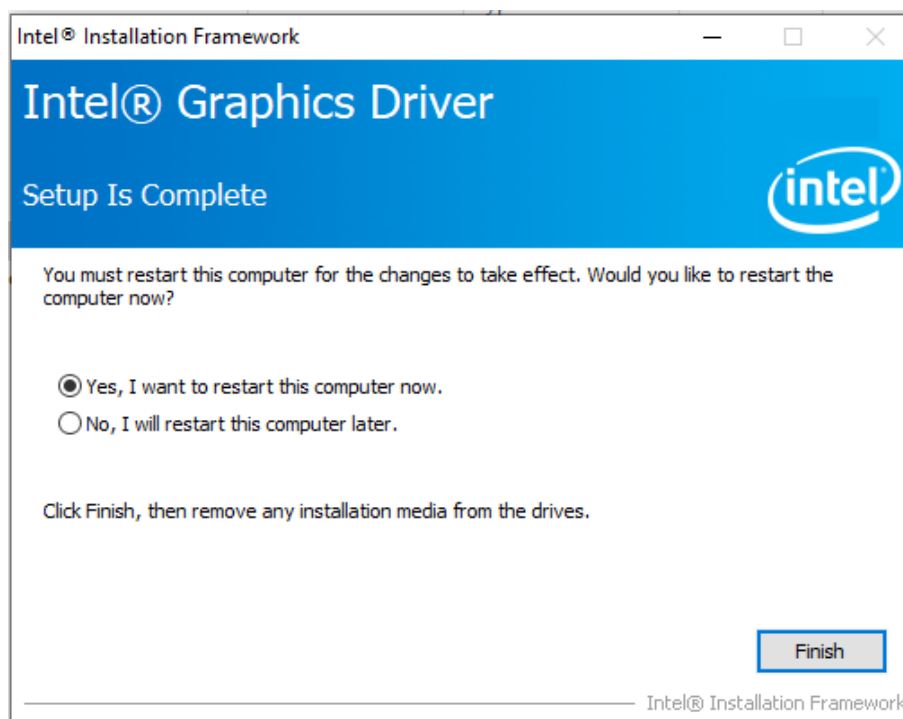 Intel® Installation Framework
Intel® Graphics Driver
Setup Is Complete
intel
You must restart this computer for the changes to take effect. Would you like to restart the
computer now?
Yes, I want to restart this computer now.
No, I will restart this computer later.
Click Finish, then remove any installation media from the drives.
Finish
Intel® Installation Framework